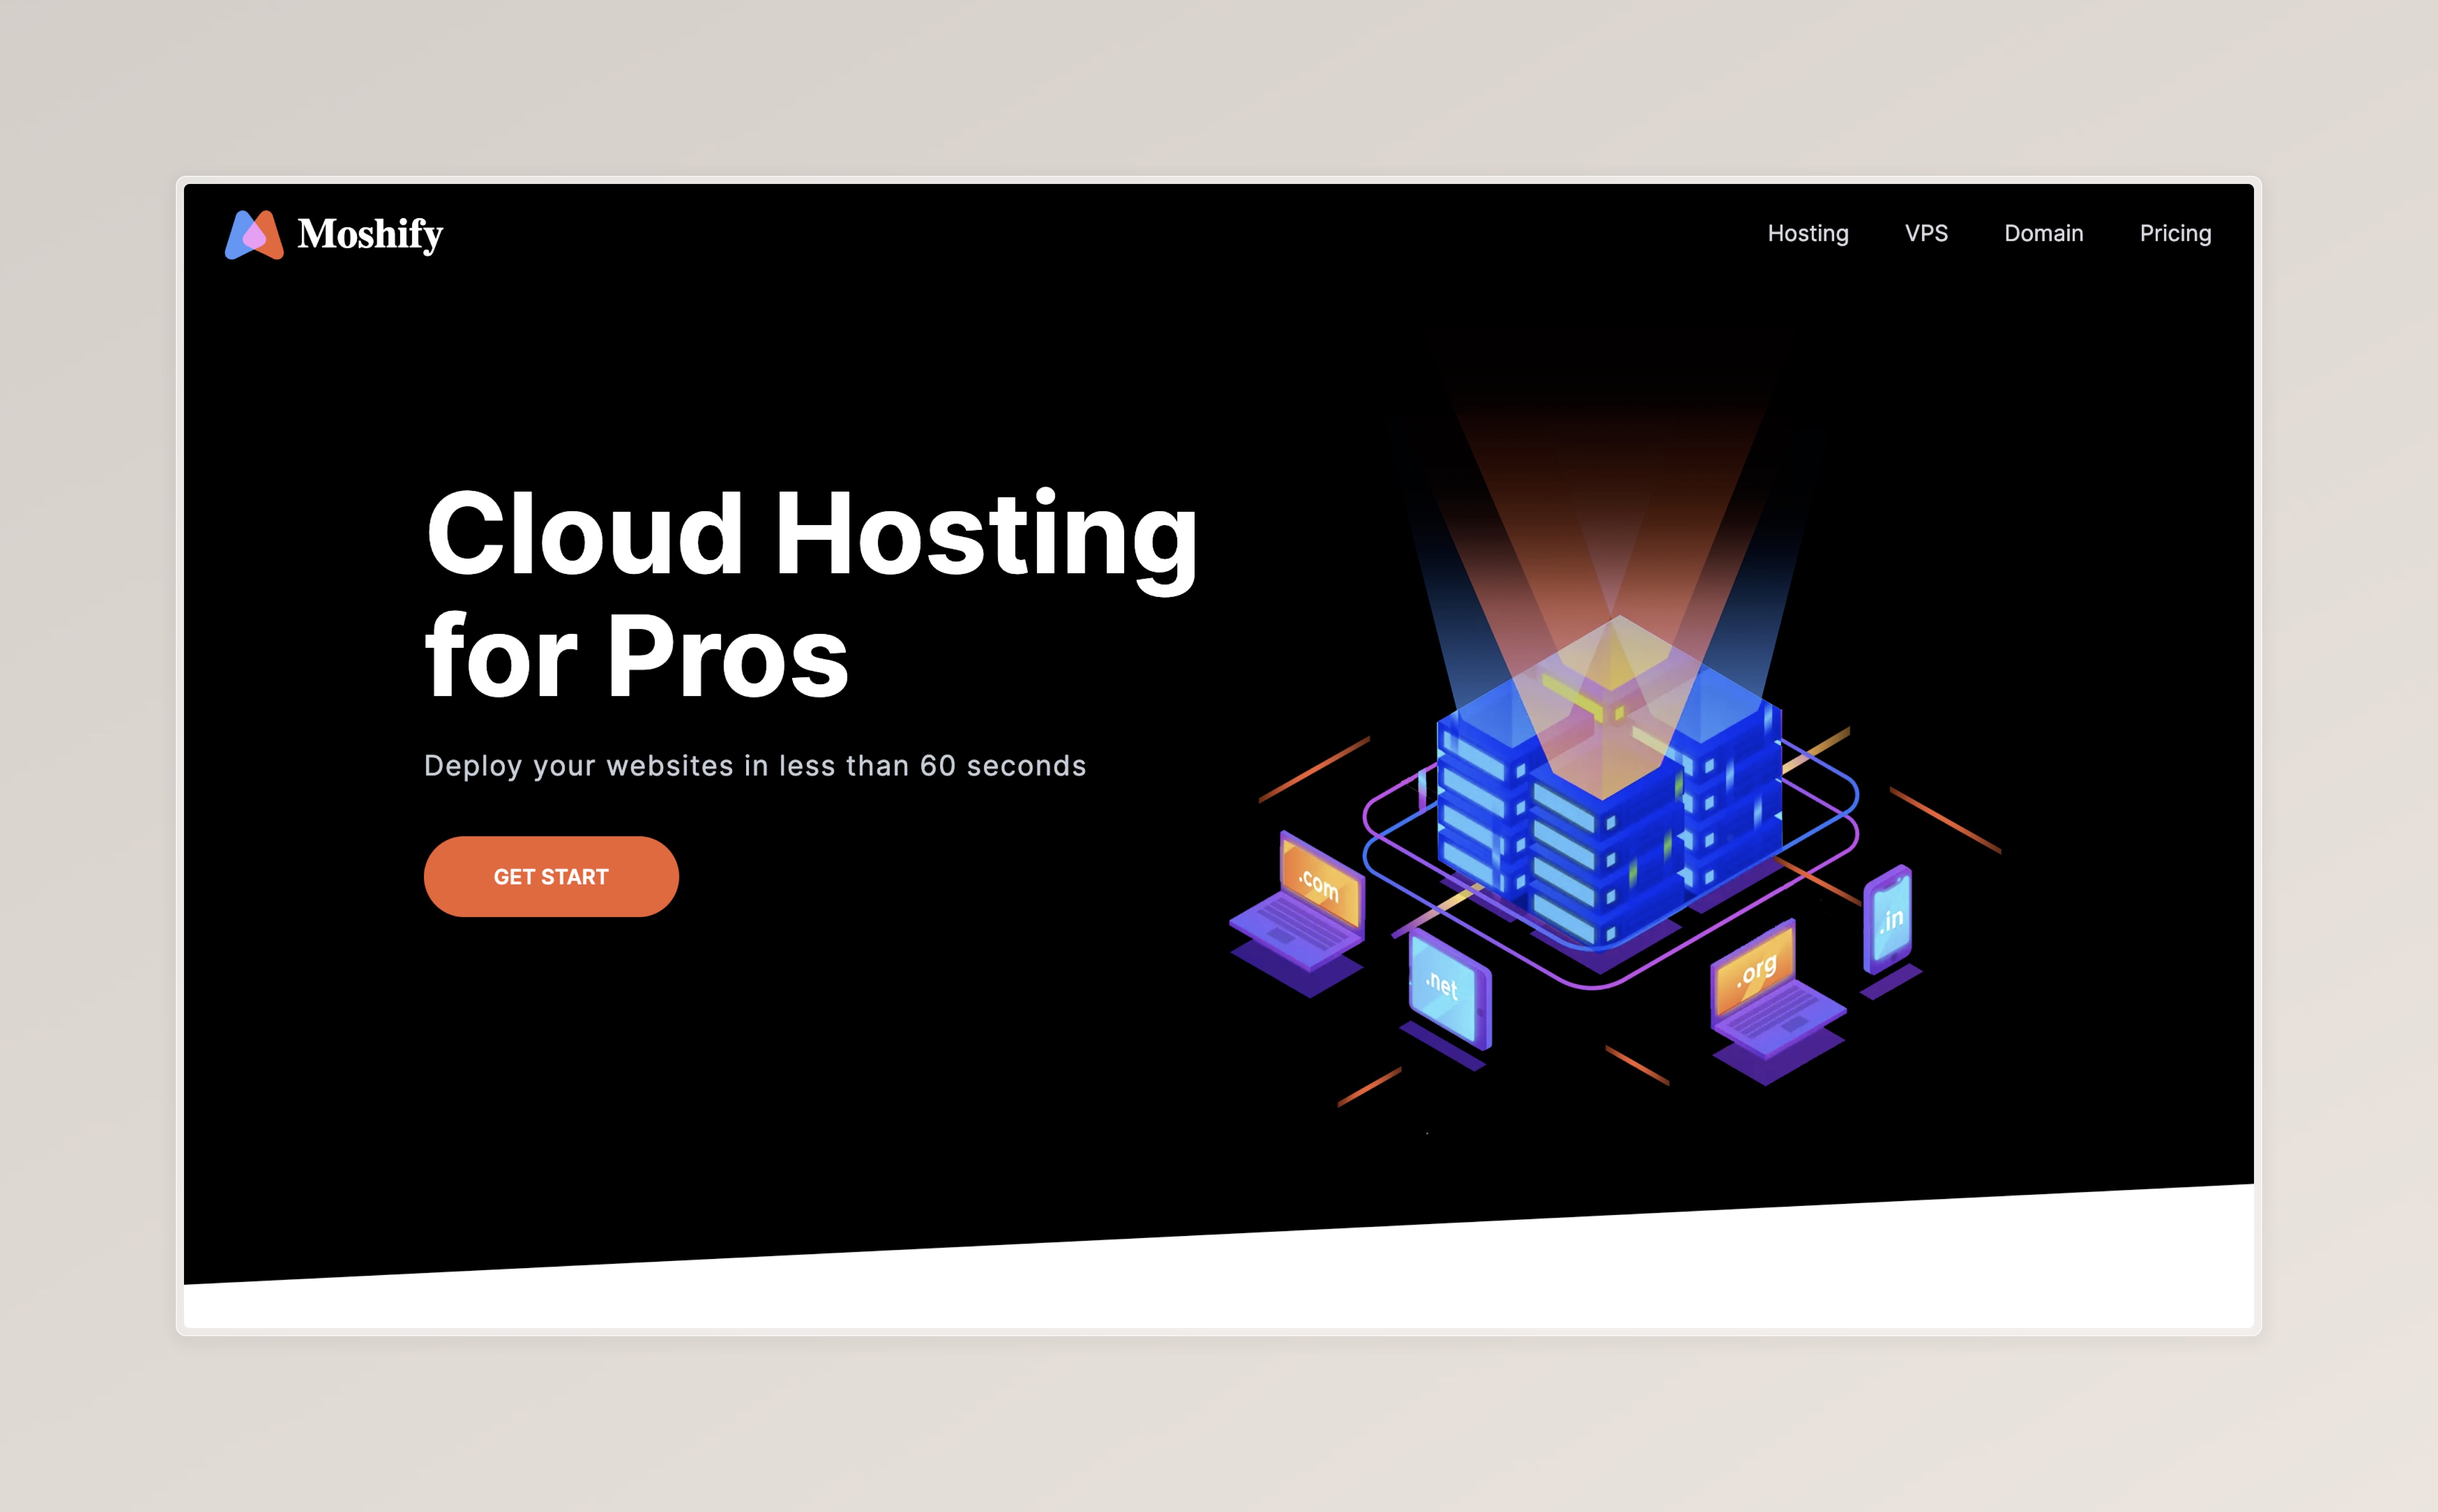 Moshify
Hosting VPS Domain Pricing
Cloud Hosting
for Pros
Deploy your websites in less than 60 seconds
GET START
.com
.net
.org
.in